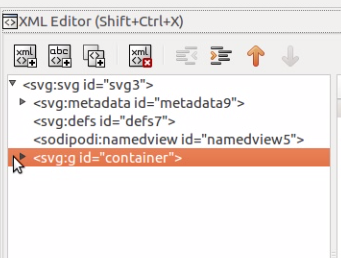 XML Editor (Shift+Ctrl+X)
xml abc xml
<svg:svg id="svg3">
<svg:metadata id="metadata9">
<svg:defs id="defs7">
<sodipodi:namedview id="namedview5">
<svg:g id="container">